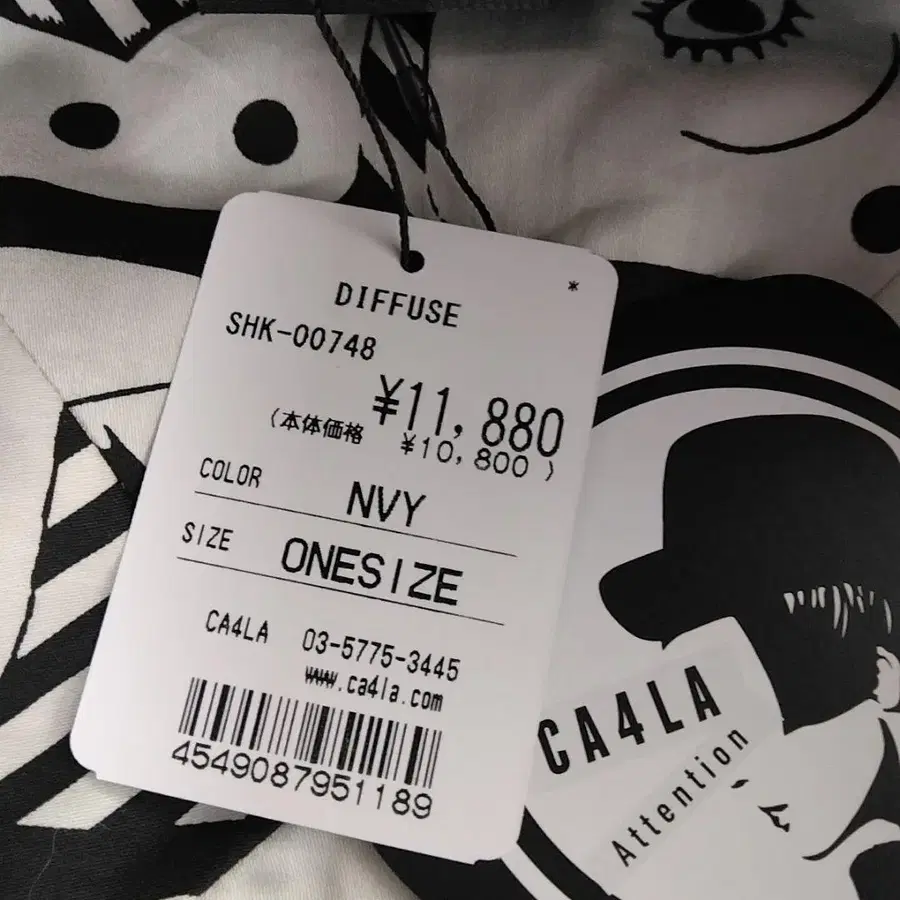 *
DIFFUSE
SHK-00748
¥11,880
(本体価格 ¥10,800)
COLOR NVY
SIZE ONESIZE
CA4LA 03-5775-3445
www.ca4la.com
4549087951189
CA4LA
Attention